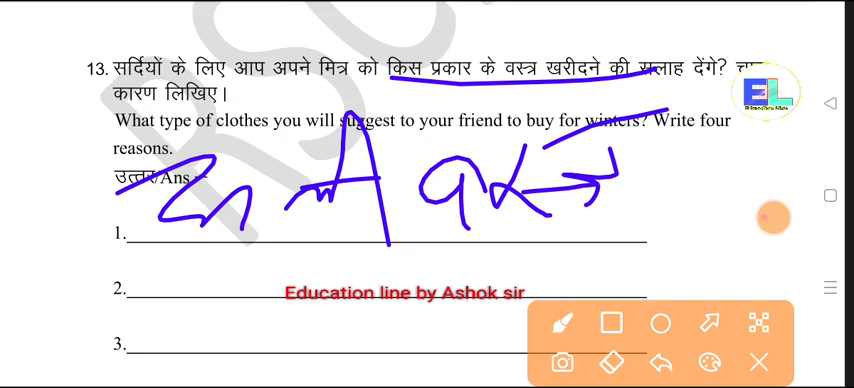 13. सर्दियों के लिए आप अपने मित्र को किस प्रकार के वस्त्र खरीदने की सलाह देंगे?
कारण लिखिए।
What type of clothes you will suggest to your friend to buy for winters? Write four
reasons.
उत्तर/Ans :-
1.
2.
Education line by Ashok sir
3.
EL